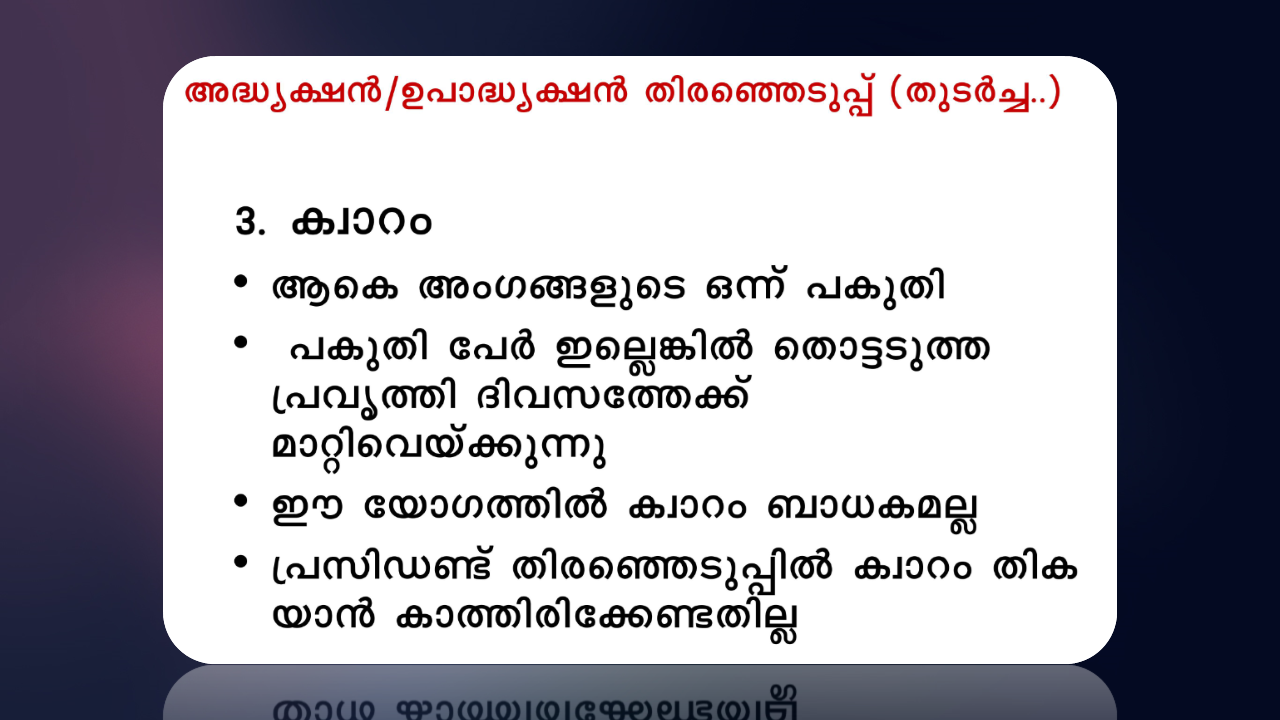 അദ്ധ്യക്ഷൻ/ഉപാദ്ധ്യക്ഷൻ തിരഞ്ഞെടുപ്പ് (തുടർച്ച..)
3. ക്വാറം
• ആകെ അംഗങ്ങളുടെ ഒന്ന് പകുതി
• പകുതി പേർ ഇല്ലെങ്കിൽ തൊട്ടടുത്ത
പ്രവൃത്തി ദിവസത്തേക്ക്
മാറ്റിവെയ്ക്കുന്നു
• ഈ യോഗത്തിൽ ക്വാറം ബാധകമല്ല
• പ്രസിഡണ്ട് തിരഞ്ഞെടുപ്പിൽ ക്വാറം തിക
യാൻ കാത്തിരിക്കേണ്ടതില്ല